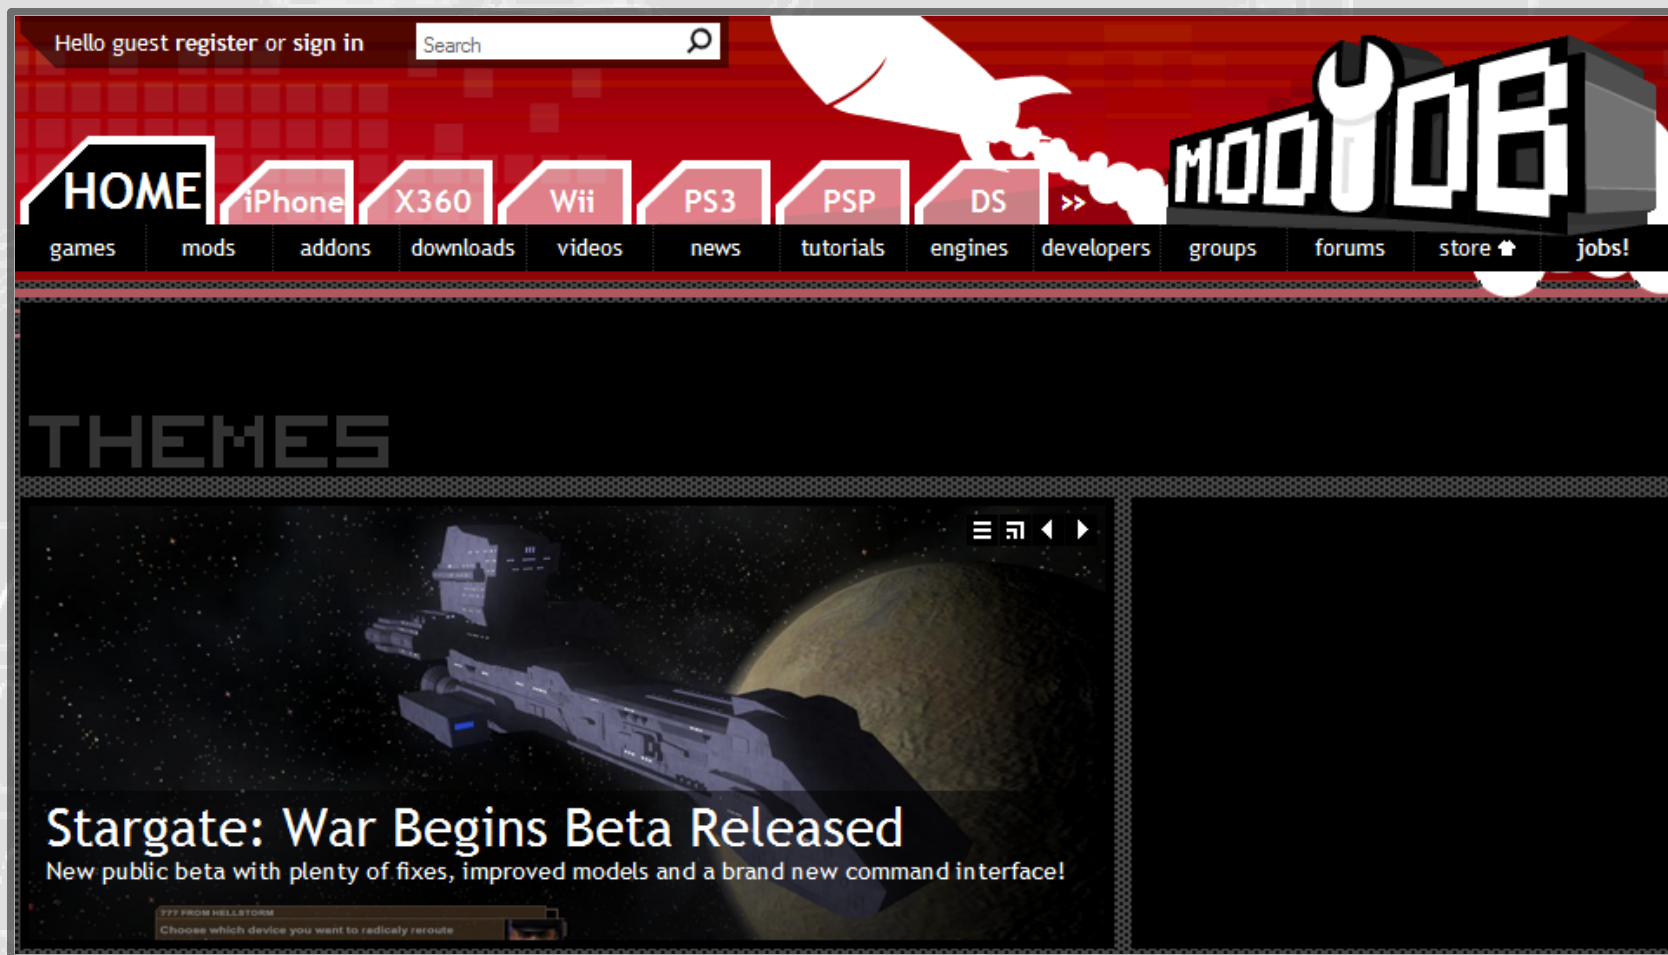 Hello guest register or sign in
Search
MODDB
HOME
iPhone
X360
Wii
PS3
PSP
DS
»
games
mods
addons
downloads
videos
news
tutorials
engines
developers
groups
forums
store
jobs!
THEMES
Stargate: War Begins Beta Released
New public beta with plenty of fixes, improved models and a brand new command interface!
??? FROM HELLSTORM
Choose which device you want to radicaly reroute